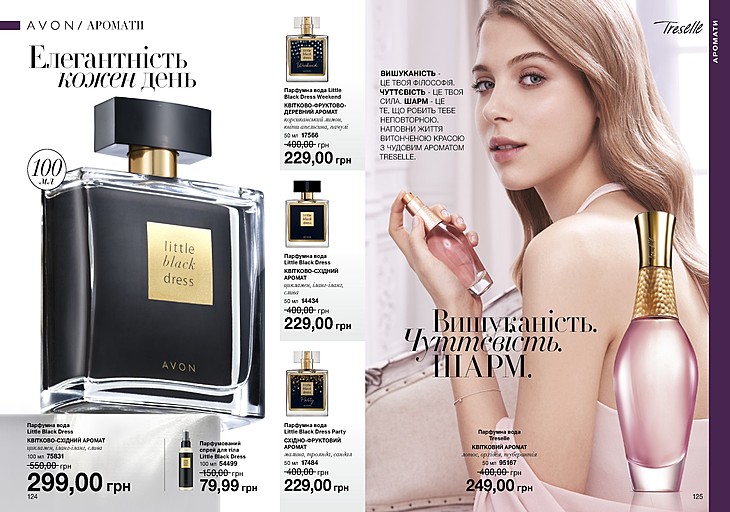 AVON / АРОМАТИ
Елегантність
кожен день
100
мл
little
black
dress
AVON
Парфумна вода
Little Black Dress
КВІТКОВО-СХІДНИЙ АРОМАТ
цикламен, іланг-іланг, слива
100 мл 75831
550,00 грн
299,00 грн
124
Парфумований
спрей для тіла
Little Black Dress
100 мл 54499
150,00 грн
79,99 грн
Weekend
Парфумна вода Little
Black Dress Weekend
КВІТКОВО-ФРУКТОВО-
ДЕРЕВНИЙ АРОМАТ
корсиканський лимон,
квіти апельсина, пачулі
50 мл 17566
400,00 грн
229,00 грн
Парфумна вода
Little Black Dress
КВІТКОВО-СХІДНИЙ
АРОМАТ
цикламен, іланг-іланг,
слива
50 мл 14434
400,00 грн
229,00 грн
little
black
dress
Party
Парфумна вода
Little Black Dress Party
СХІДНО-ФРУКТОВИЙ
АРОМАТ
малина, троянда, сандал
50 мл 17484
400,00 грн
229,00 грн
Treselle
АРОМАТИ
ВИШУКАНІСТЬ -
ЦЕ ТВОЯ ФІЛОСОФІЯ.
ЧУТТЄВІСТЬ - ЦЕ ТВОЯ
СИЛА. ШАРМ - ЦЕ
ТЕ, ЩО РОБИТЬ ТЕБЕ
НЕПОВТОРНОЮ.
НАПОВНИ ЖИТТЯ
ВИТОНЧЕНОЮ КРАСОЮ
З ЧУДОВИМ АРОМАТОМ
TRESELLE.
Вишуканість.
Чуттєвість.
ШАРМ.
Парфумна вода
Treselle
КВІТКОВИЙ АРОМАТ
лотос, орхідея, тубероза
50 мл 95167
400,00 грн
249,00 грн
125